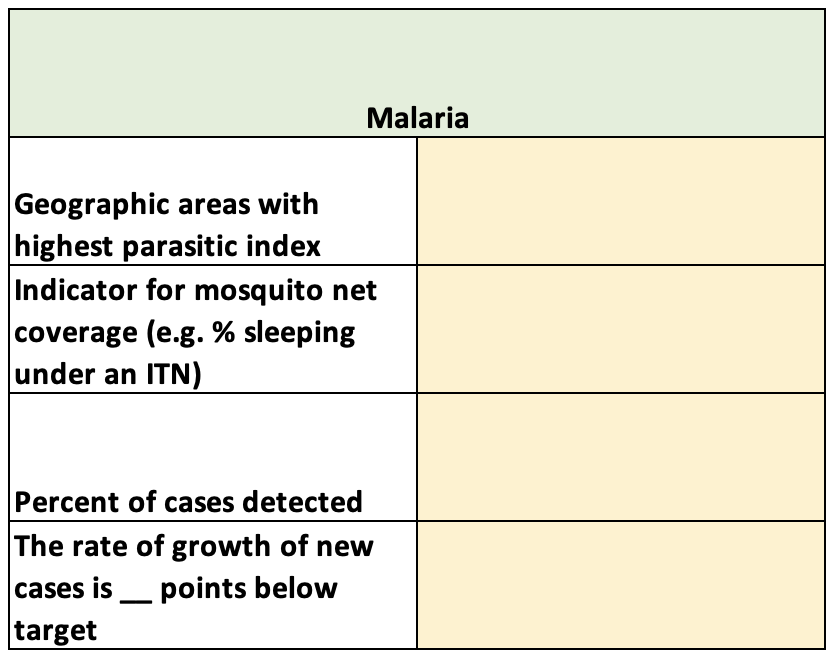 Malaria
Geographic areas with
highest parasitic index
Indicator for mosquito net
coverage (e.g. % sleeping
under an ITN)
Percent of cases detected
The rate of growth of new
cases is __ points below
target